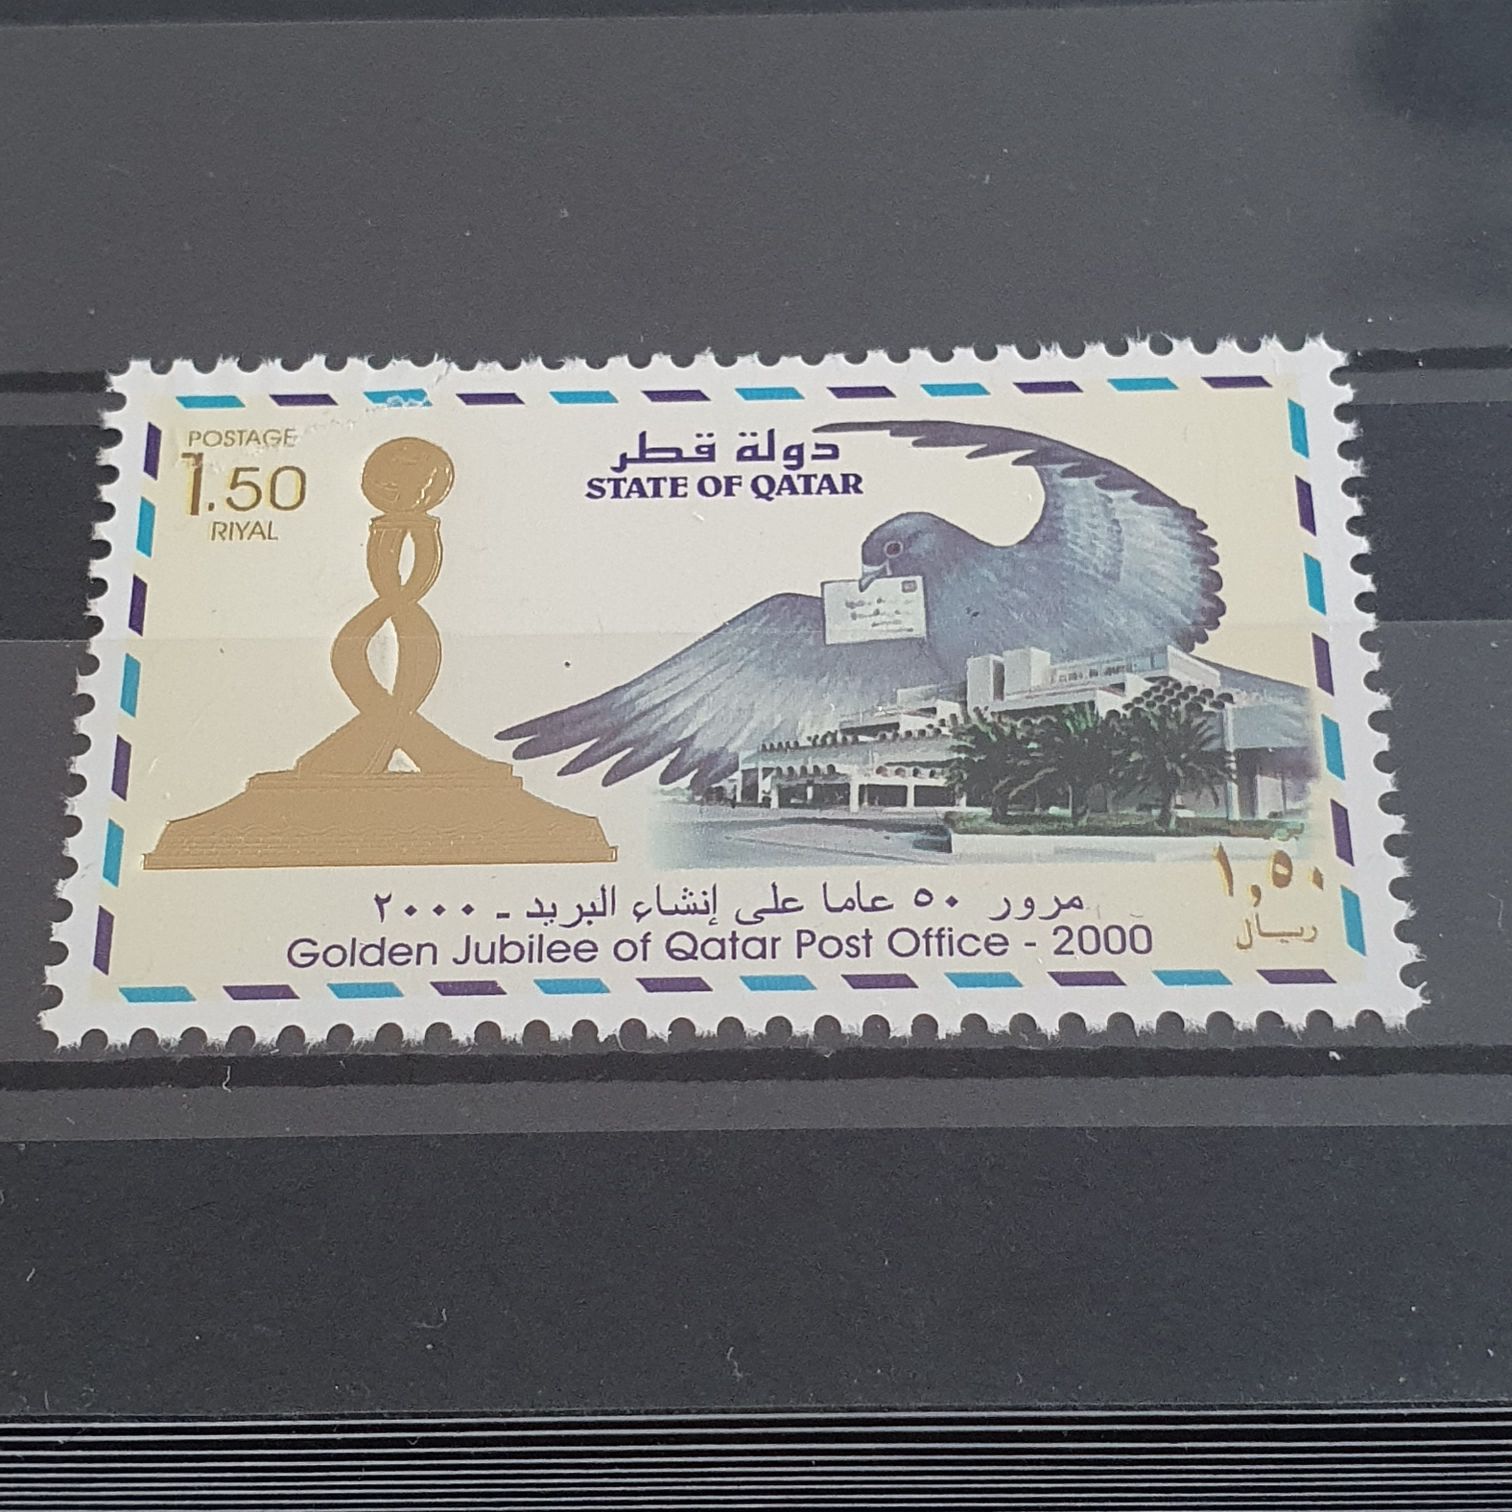 POSTAGE
1.50
RIYAL
دولة قطر
STATE OF QATAR
١,٥٠
ريال
مرور ٥٠ عاما على إنشاء البريد - ٢٠٠٠
Golden Jubilee of Qatar Post Office - 2000